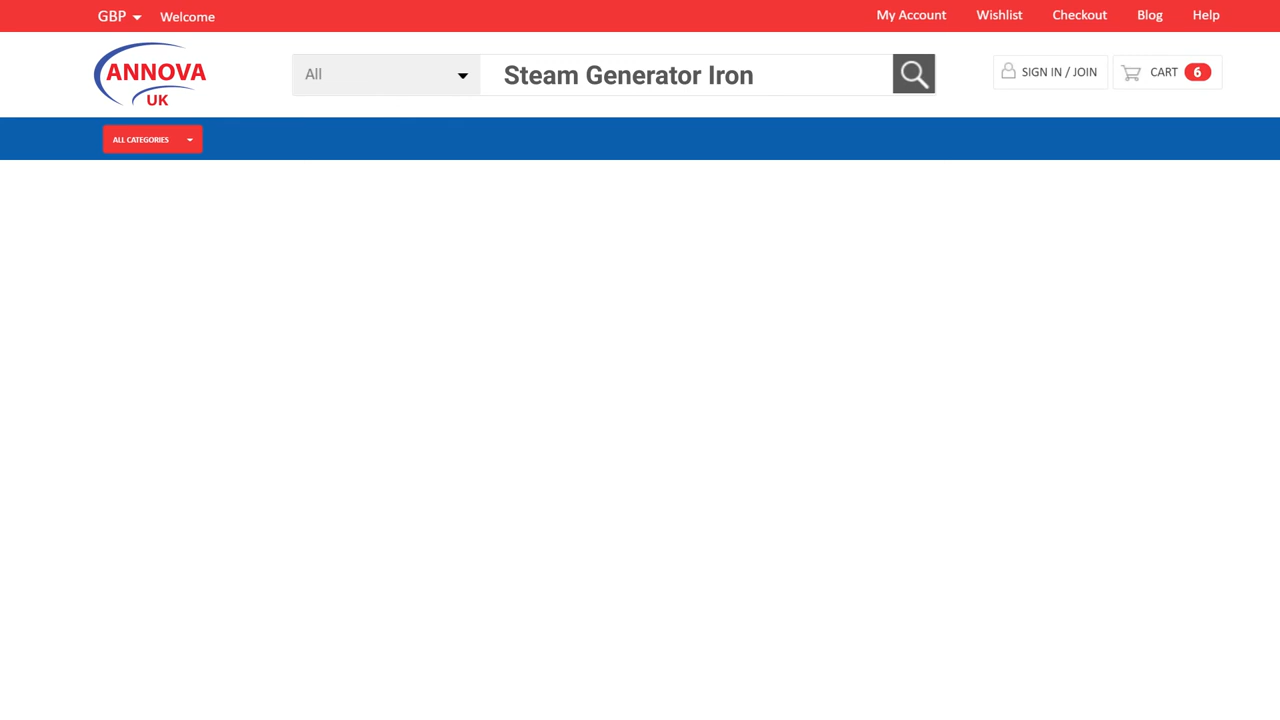 GBP Welcome My Account Wishlist Checkout Blog Help
ANNOVA
UK
All
Steam Generator Iron
SIGN IN / JOIN
CART 6
ALL CATEGORIES